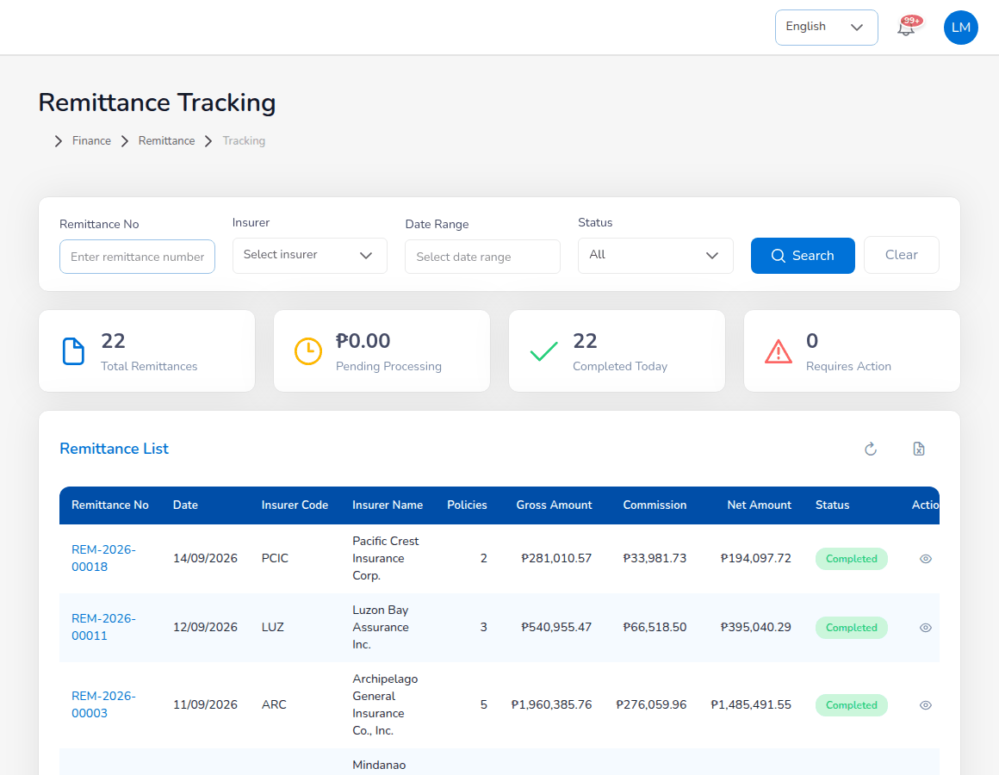 English
99+
LM
Remittance Tracking
Finance Remittance Tracking
Remittance No Insurer Date Range Status
Enter remittance number Select insurer Select date range All Search Clear
22 ₱0.00 22 0
Total Remittances Pending Processing Completed Today Requires Action
Remittance List
Remittance No Date Insurer Code Insurer Name Policies Gross Amount Commission Net Amount Status Actio
REM-2026-00018 14/09/2026 PCIC Pacific Crest Insurance Corp. 2 ₱281,010.57 ₱33,981.73 ₱194,097.72 Completed
REM-2026-00011 12/09/2026 LUZ Luzon Bay Assurance Inc. 3 ₱540,955.47 ₱66,518.50 ₱395,040.29 Completed
REM-2026-00003 11/09/2026 ARC Archipelago General Insurance Co., Inc. 5 ₱1,960,385.76 ₱276,059.96 ₱1,485,491.55 Completed
Mindanao